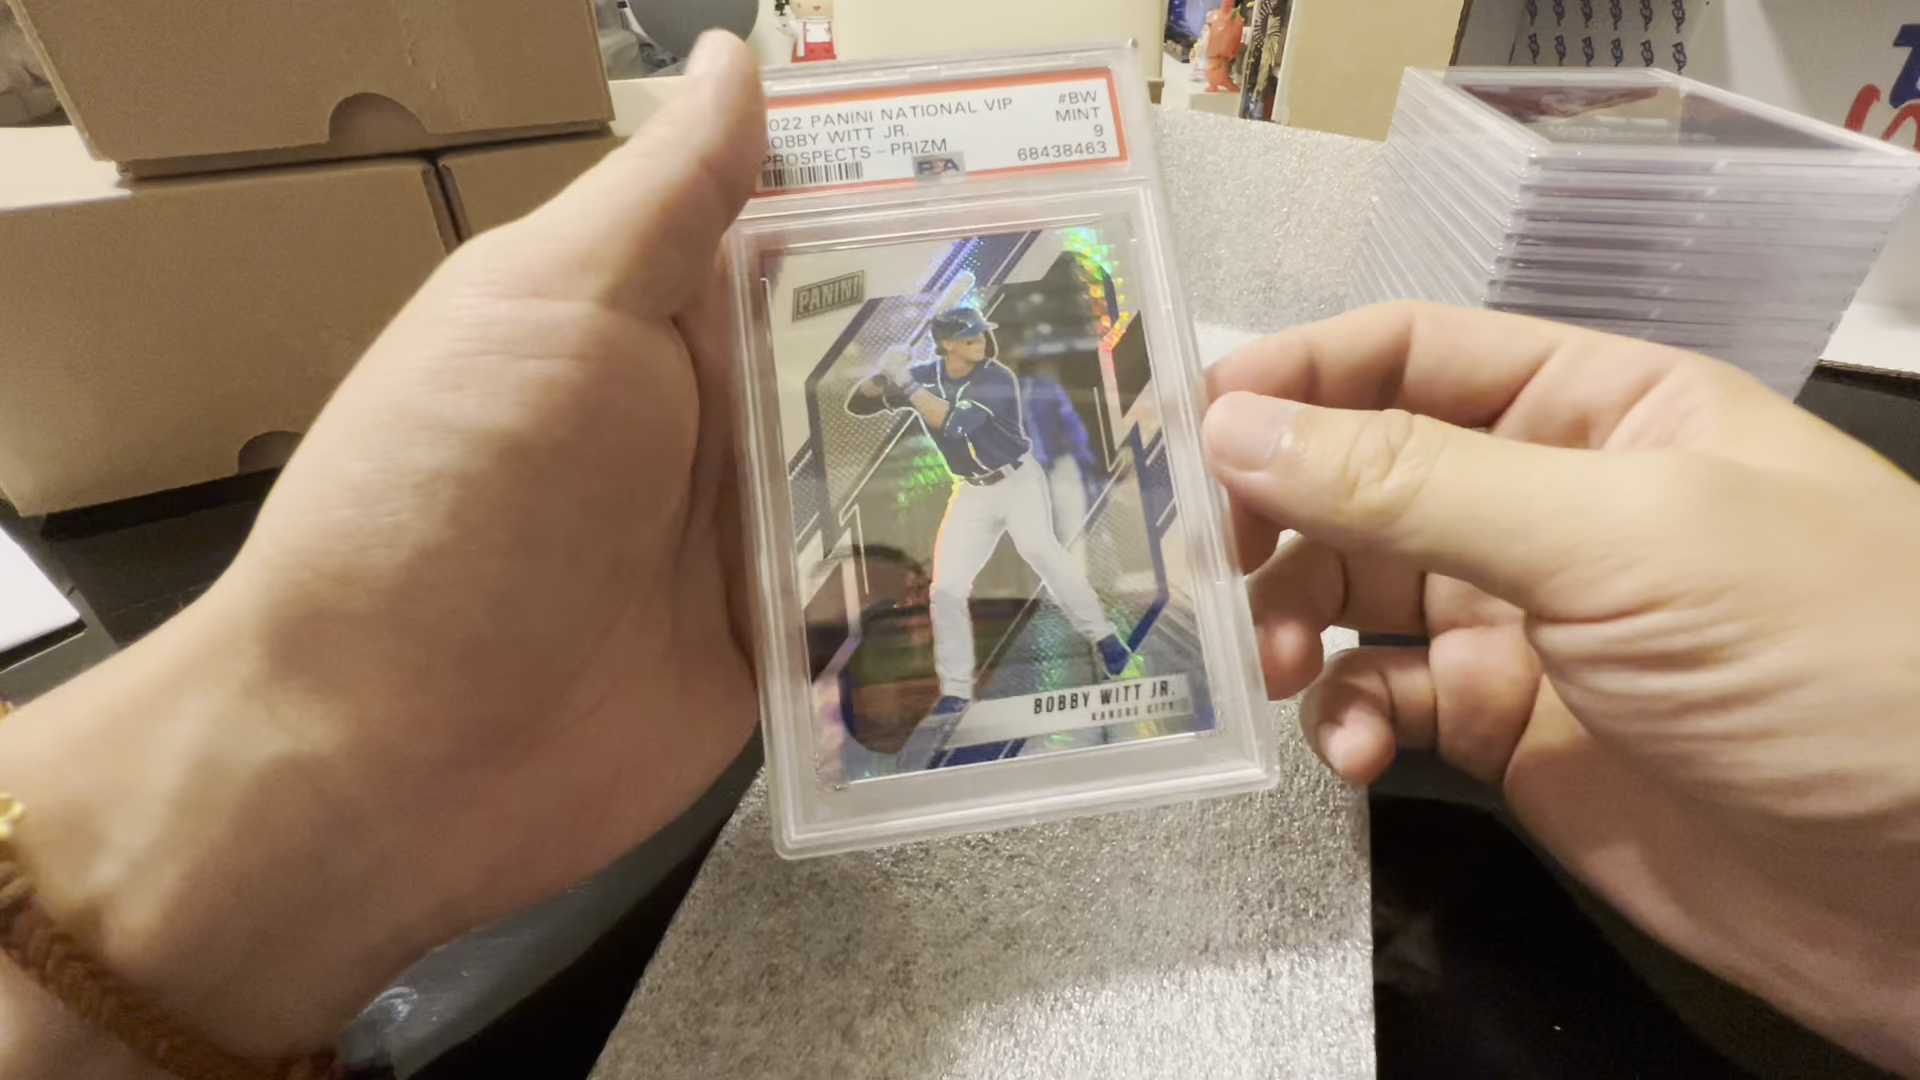 022 PANINI NATIONAL VIP #BW
OBBY WITT JR. MINT
PROSPECTS - PRIZM 9
PSA 68438463
PANINI
BOBBY WITT JR.
KANSAS CITY